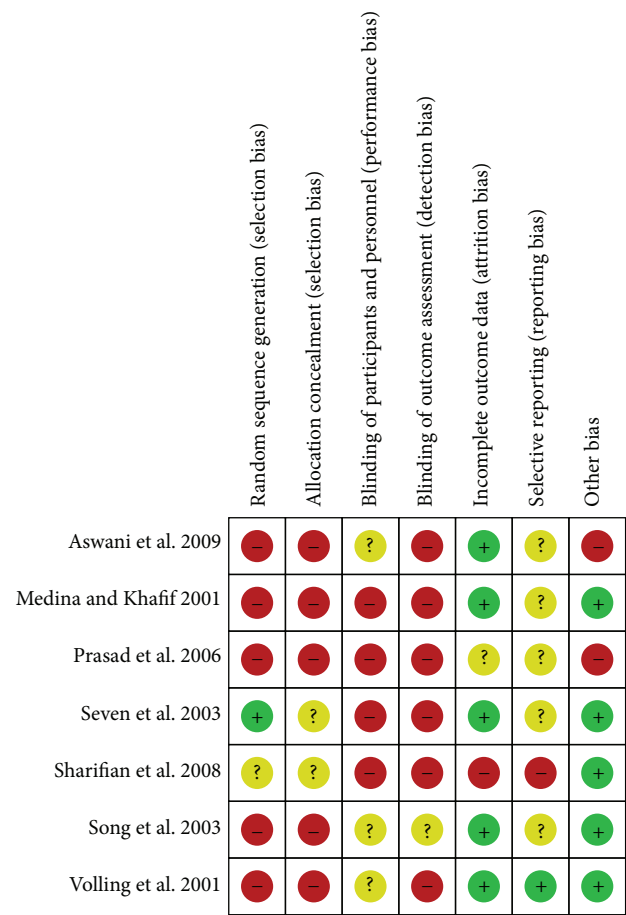 Random sequence generation (selection bias)
Allocation concealment (selection bias)
Blinding of participants and personnel (performance bias)
Blinding of outcome assessment (detection bias)
Incomplete outcome data (attrition bias)
Selective reporting (reporting bias)
Other bias
Aswani et al. 2009 − − ? − + ? −
Medina and Khafif 2001 − − − − + ? +
Prasad et al. 2006 − − − − ? ? −
Seven et al. 2003 + ? − − + ? +
Sharifian et al. 2008 ? ? − − − − +
Song et al. 2003 − − ? ? + ? +
Volling et al. 2001 − − ? − + + +